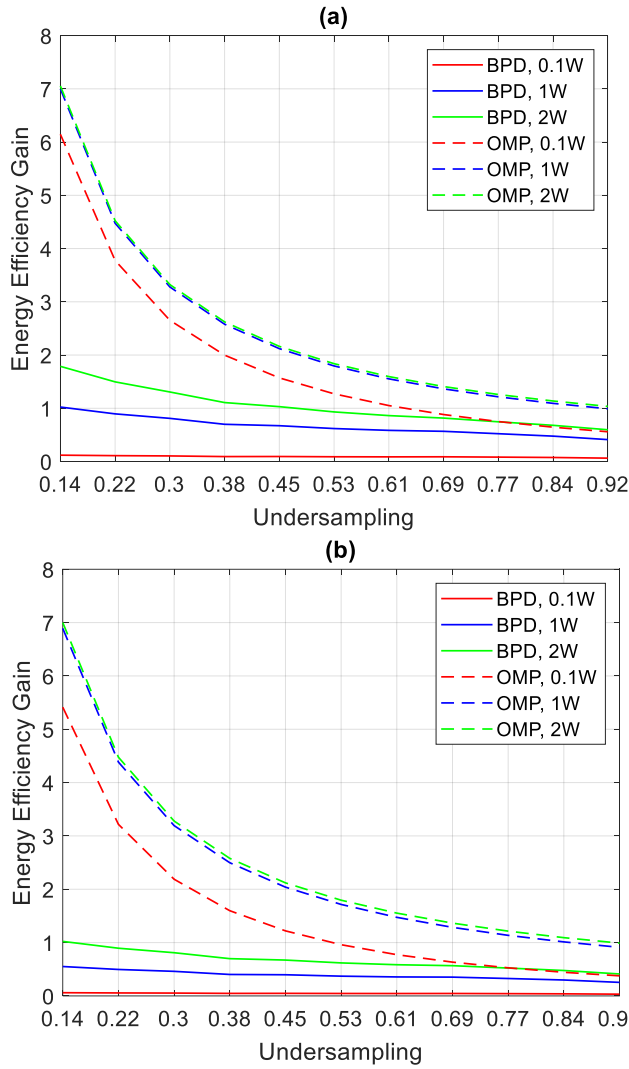 (a)
8
7
6
5
4
3
2
1
0
Energy Efficiency Gain
BPD, 0.1W
BPD, 1W
BPD, 2W
OMP, 0.1W
OMP, 1W
OMP, 2W
0.14 0.22 0.3 0.38 0.45 0.53 0.61 0.69 0.77 0.84 0.92
Undersampling
(b)
8
7
6
5
4
3
2
1
0
Energy Efficiency Gain
BPD, 0.1W
BPD, 1W
BPD, 2W
OMP, 0.1W
OMP, 1W
OMP, 2W
0.14 0.22 0.3 0.38 0.45 0.53 0.61 0.69 0.77 0.84 0.9
Undersampling